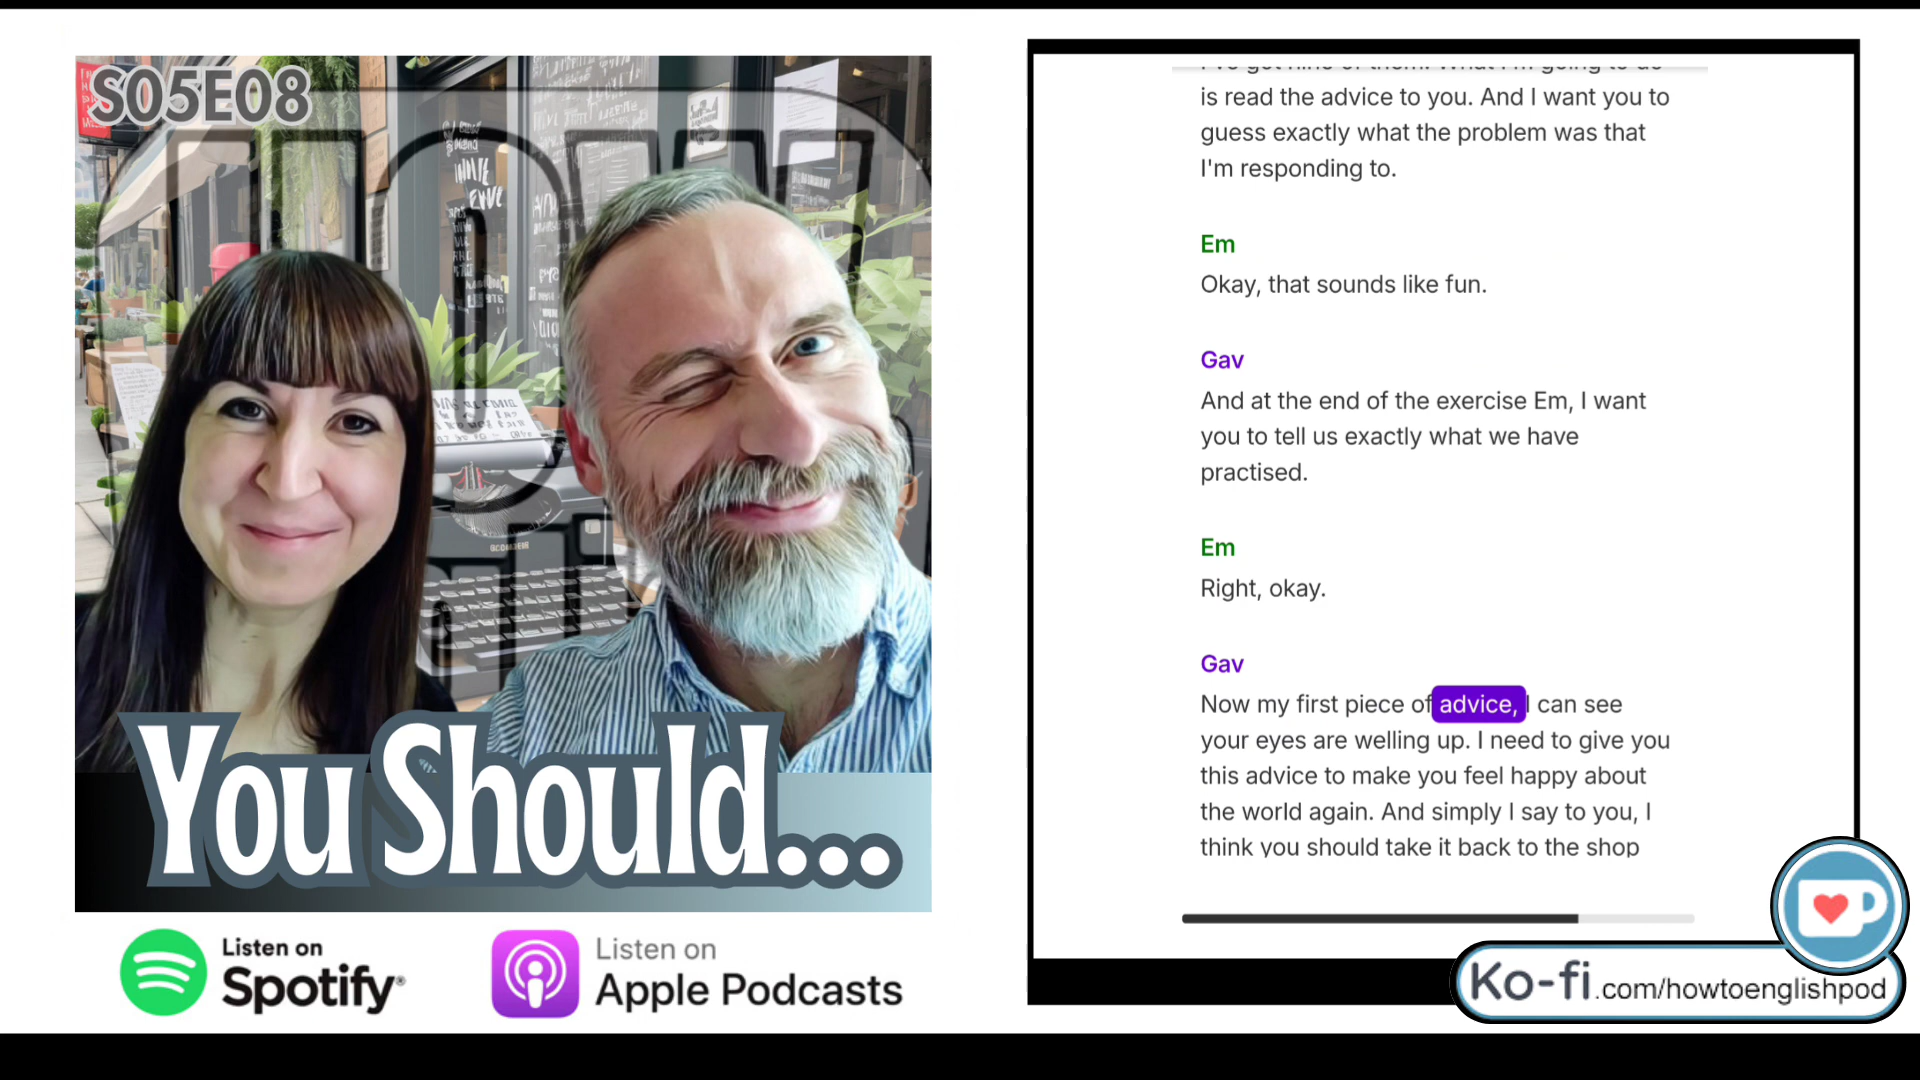 S05E08
You Should...
Listen on
Spotify
Listen on
Apple Podcasts
is read the advice to you. And I want you to
guess exactly what the problem was that
I'm responding to.
Em
Okay, that sounds like fun.
Gav
And at the end of the exercise Em, I want
you to tell us exactly what we have
practised.
Em
Right, okay.
Gav
Now my first piece of advice, I can see
your eyes are welling up. I need to give you
this advice to make you feel happy about
the world again. And simply I say to you, I
think you should take it back to the shop
Ko-fi.com/howtoenglishpod